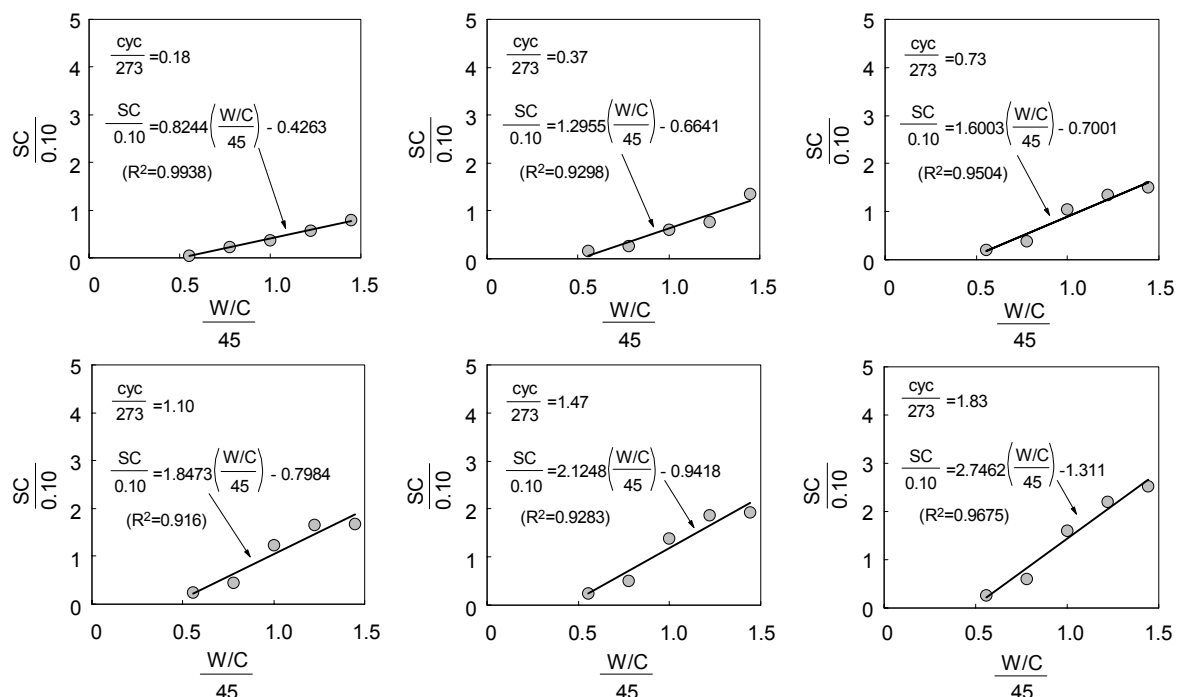 5
4
3
2
1
0
SC
0.10
cyc
273
=0.18
SC
0.10
=0.8244(W/C
45) - 0.4263
(R²=0.9938)
0 0.5 1.0 1.5
W/C
45
5
4
3
2
1
0
SC
0.10
cyc
273
=0.37
SC
0.10
=1.2955(W/C
45) - 0.6641
(R²=0.9298)
0 0.5 1.0 1.5
W/C
45
5
4
3
2
1
0
SC
0.10
cyc
273
=0.73
SC
0.10
=1.6003(W/C
45) - 0.7001
(R²=0.9504)
0 0.5 1.0 1.5
W/C
45
5
4
3
2
1
0
SC
0.10
cyc
273
=1.10
SC
0.10
=1.8473(W/C
45) - 0.7984
(R²=0.916)
0 0.5 1.0 1.5
W/C
45
5
4
3
2
1
0
SC
0.10
cyc
273
=1.47
SC
0.10
=2.1248(W/C
45) - 0.9418
(R²=0.9283)
0 0.5 1.0 1.5
W/C
45
5
4
3
2
1
0
SC
0.10
cyc
273
=1.83
SC
0.10
=2.7462(W/C
45) -1.311
(R²=0.9675)
0 0.5 1.0 1.5
W/C
45